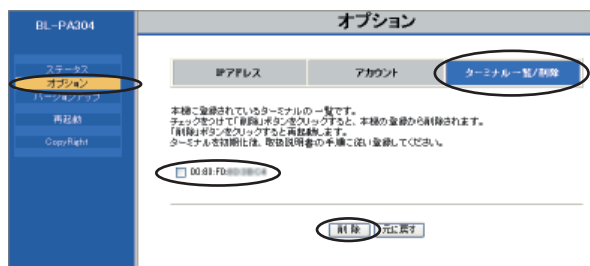 BL-PA304
オプション
ステータス
オプション
バージョンアップ
再起動
CopyRight
IPアドレス
アカウント
ターミナル一覧/削除
本機に登録されているターミナルの一覧です。
チェックをつけて「削除」ボタンをクリックすると、本機の登録から削除されます。
「削除」ボタンをクリックすると再起動します。
ターミナルを初期化後、取扱説明書の手順に従い登録してください。
00:80:F0:
削除
元に戻す